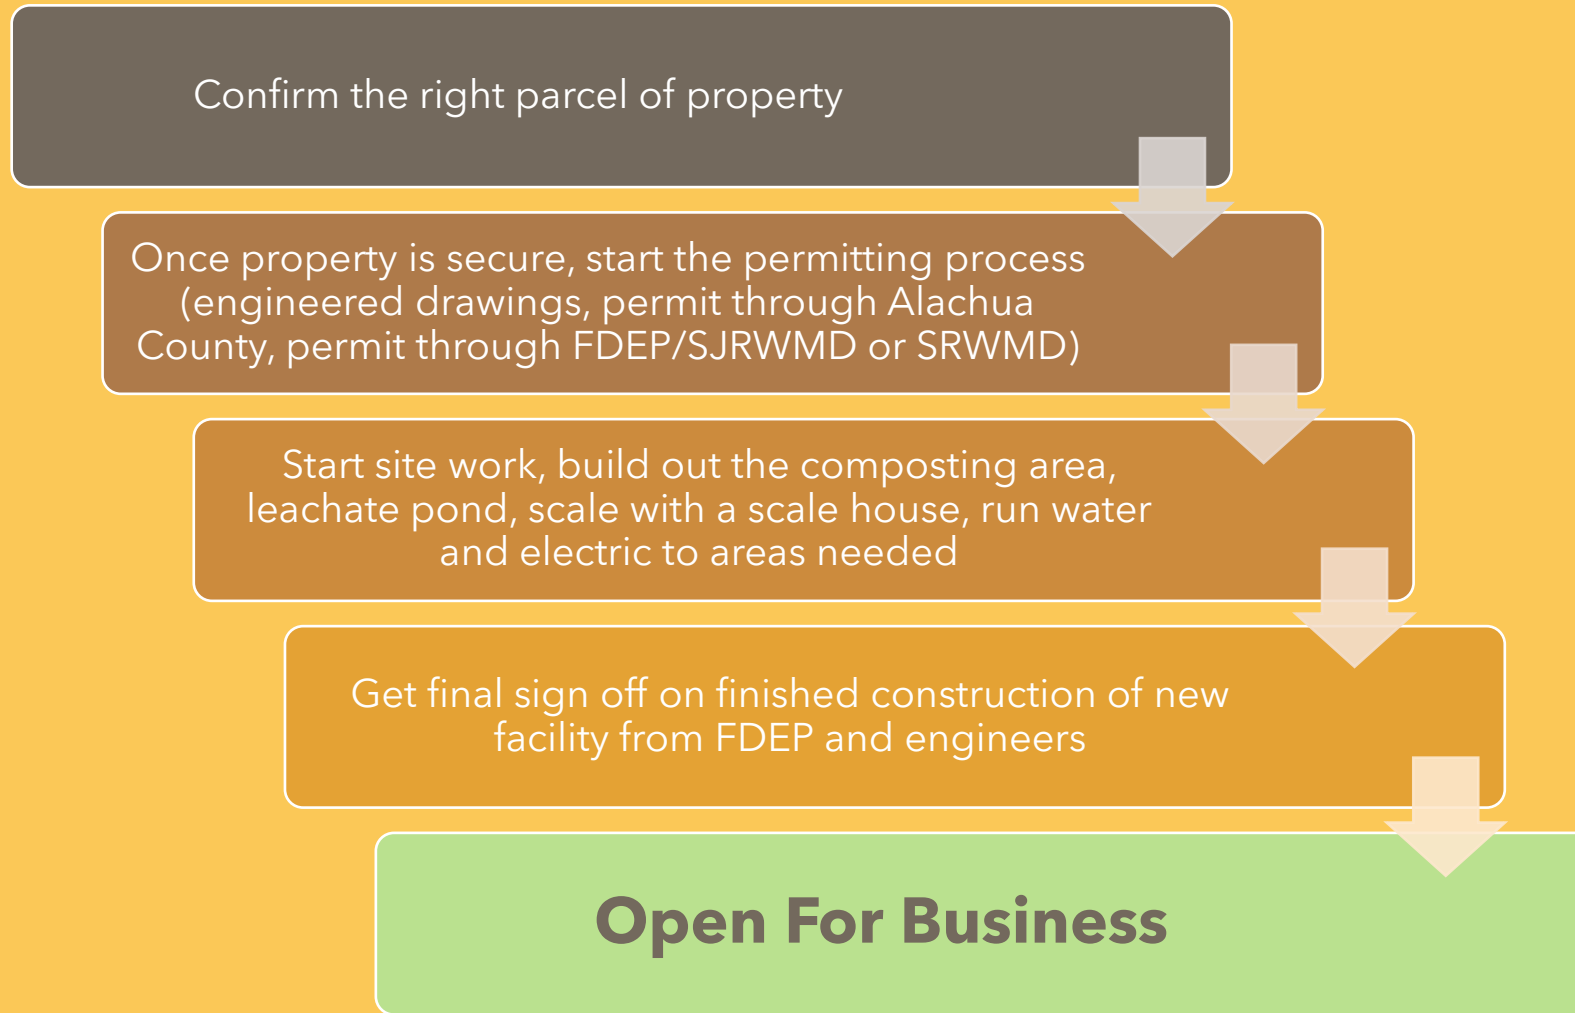 Confirm the right parcel of property
Once property is secure, start the permitting process
(engineered drawings, permit through Alachua
County, permit through FDEP/SJRWMD or SRWMD)
Start site work, build out the composting area,
leachate pond, scale with a scale house, run water
and electric to areas needed
Get final sign off on finished construction of new
facility from FDEP and engineers
Open For Business